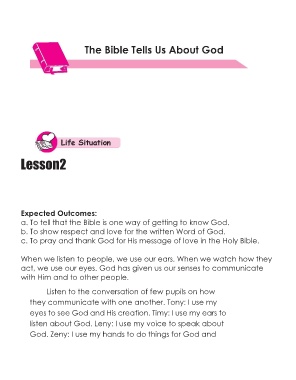 The Bible Tells Us About God
Life Situation
Lesson2
Expected Outcomes:
a. To tell that the Bible is one way of getting to know God.
b. To show respect and love for the written Word of God.
c. To pray and thank God for His message of love in the Holy Bible.
When we listen to people, we use our ears. When we watch how they
act, we use our eyes. God has given us our senses to communicate
with Him and to other people.
Listen to the conversation of few pupils on how
they communicate with one another. Tony: I use my
eyes to see God and His creation. Timy: I use my ears to
listen about God. Leny: I use my voice to speak about
God. Zeny: I use my hands to do things for God and